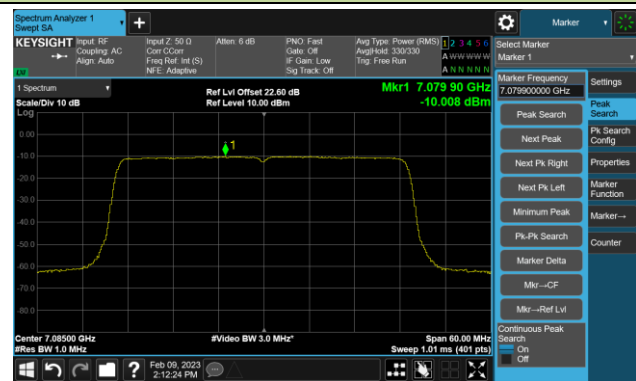 Spectrum Analyzer 1
Swept SA
+
Marker
KEYSIGHT
Input: RF
Coupling: AC
Align: Auto
Input Z: 50 Ω
Corr CCorr
Freq Ref: Int (S)
NFE: Adaptive
Atten: 6 dB
PNO: Fast
Gate: Off
IF Gain: Low
Sig Track: Off
Avg Type: Power (RMS)
Avg|Hold: 330/330
Trig: Free Run
1 2 3 4 5 6
A W W W W W
A N N N N N
Select Marker
Marker 1
1 Spectrum
Scale/Div 10 dB
Log
Ref Lvl Offset 22.60 dB
Ref Level 10.00 dBm
Mkr1 7.079 90 GHz
-10.008 dBm
1
0.00
-10.0
-20.0
-30.0
-40.0
-50.0
-60.0
-70.0
-80.0
Center 7.08500 GHz
#Res BW 1.0 MHz
#Video BW 3.0 MHz*
Span 60.00 MHz
Sweep 1.01 ms (401 pts)
Marker Frequency
7.079900000 GHz
Peak Search
Next Peak
Next Pk Right
Next Pk Left
Minimum Peak
Pk-Pk Search
Marker Delta
Mkr→CF
Mkr→Ref Lvl
Continuous Peak
Search
On
Off
Settings
Peak
Search
Pk Search
Config
Properties
Marker
Function
Marker→
Counter
?
Feb 09, 2023
2:12:24 PM